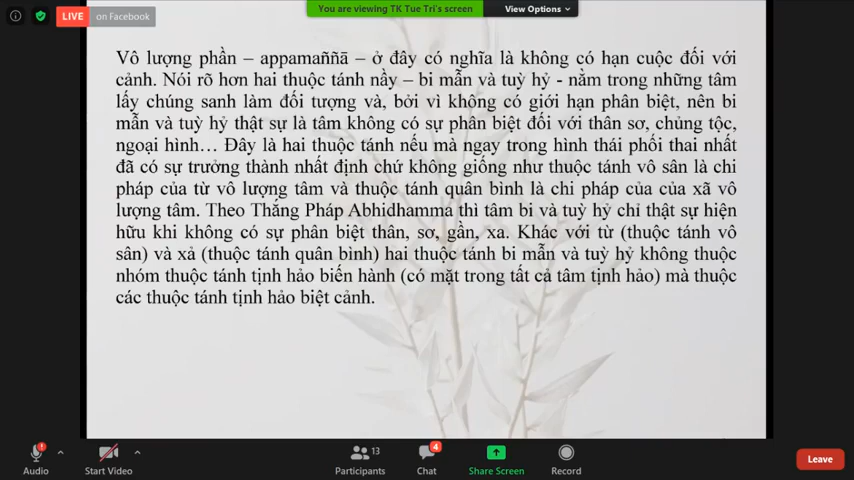 LIVE on Facebook
You are viewing TK Tue Tri's screen
View Options
Vô lượng phần – appamaññā – ở đây có nghĩa là không có hạn cuộc đối với
cảnh. Nói rõ hơn hai thuộc tánh nầy – bi mẫn và tuỳ hỷ - nằm trong những tâm
lấy chúng sanh làm đối tượng và, bởi vì không có giới hạn phân biệt, nên bi
mẫn và tuỳ hỷ thật sự là tâm không có sự phân biệt đối với thân sơ, chủng tộc,
ngoại hình… Đây là hai thuộc tánh nếu mà ngay trong hình thái phối thai nhất
đã có sự trưởng thành nhất định chứ không giống như thuộc tánh vô sân là chi
pháp của từ vô lượng tâm và thuộc tánh quân bình là chi pháp của của xã vô
lượng tâm. Theo Thắng Pháp Abhidhamma thì tâm bi và tuỳ hỷ chỉ thật sự hiện
hữu khi không có sự phân biệt thân, sơ, gần, xa. Khác với từ (thuộc tánh vô
sân) và xả (thuộc tánh quân bình) hai thuộc tánh bi mẫn và tuỳ hỷ không thuộc
nhóm thuộc tánh tịnh hảo biến hành (có mặt trong tất cả tâm tịnh hảo) mà thuộc
các thuộc tánh tịnh hảo biệt cảnh.
Audio
Start Video
Participants 13
Chat 4
Share Screen
Record
Leave